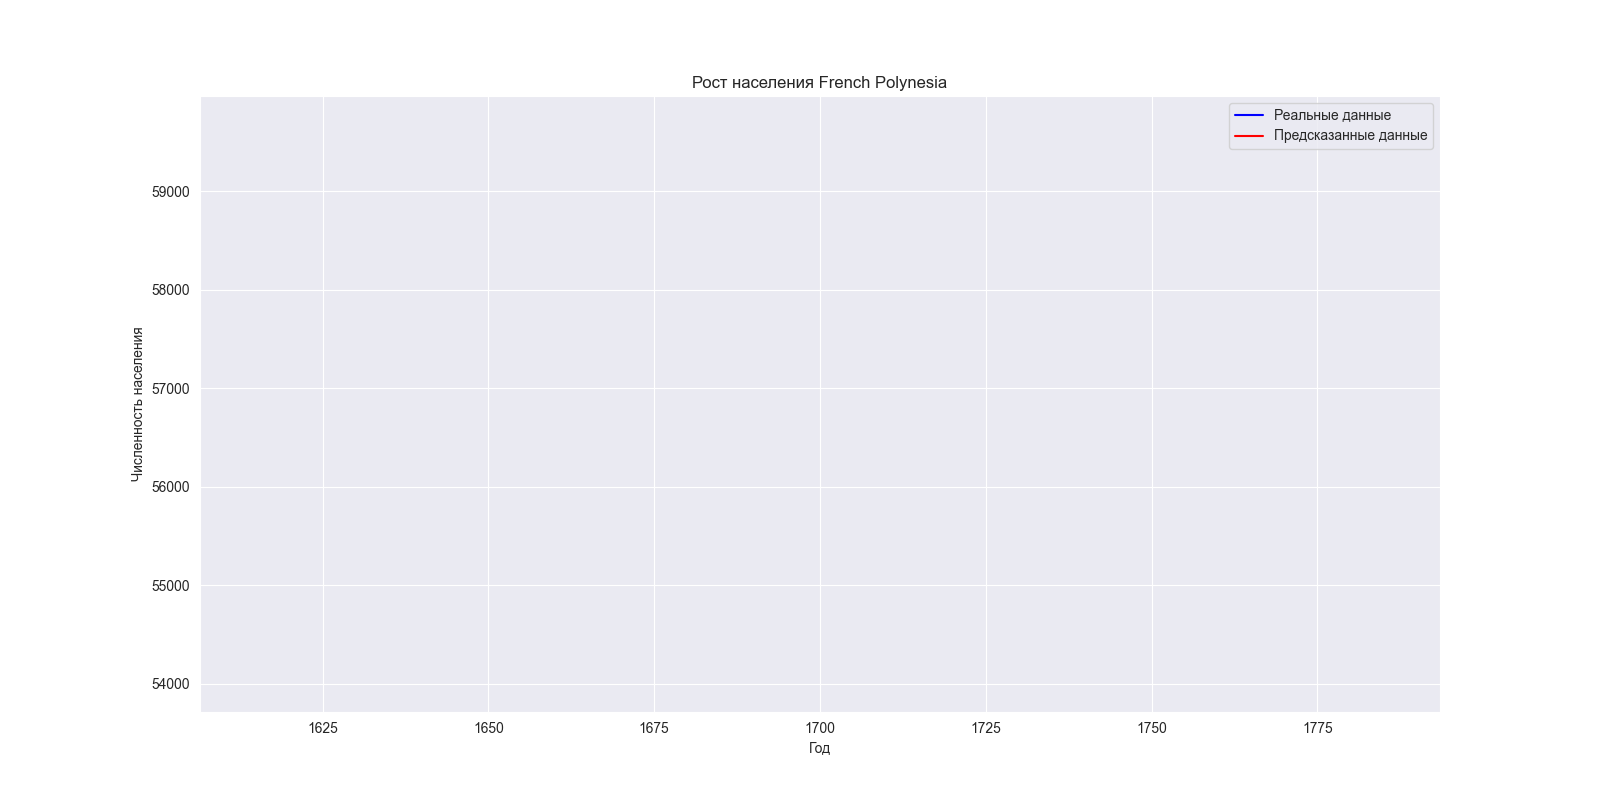 Рост населения French Polynesia
Реальные данные
Предсказанные данные
59000
58000
57000
56000
55000
54000
Численность населения
1625 1650 1675 1700 1725 1750 1775
Год